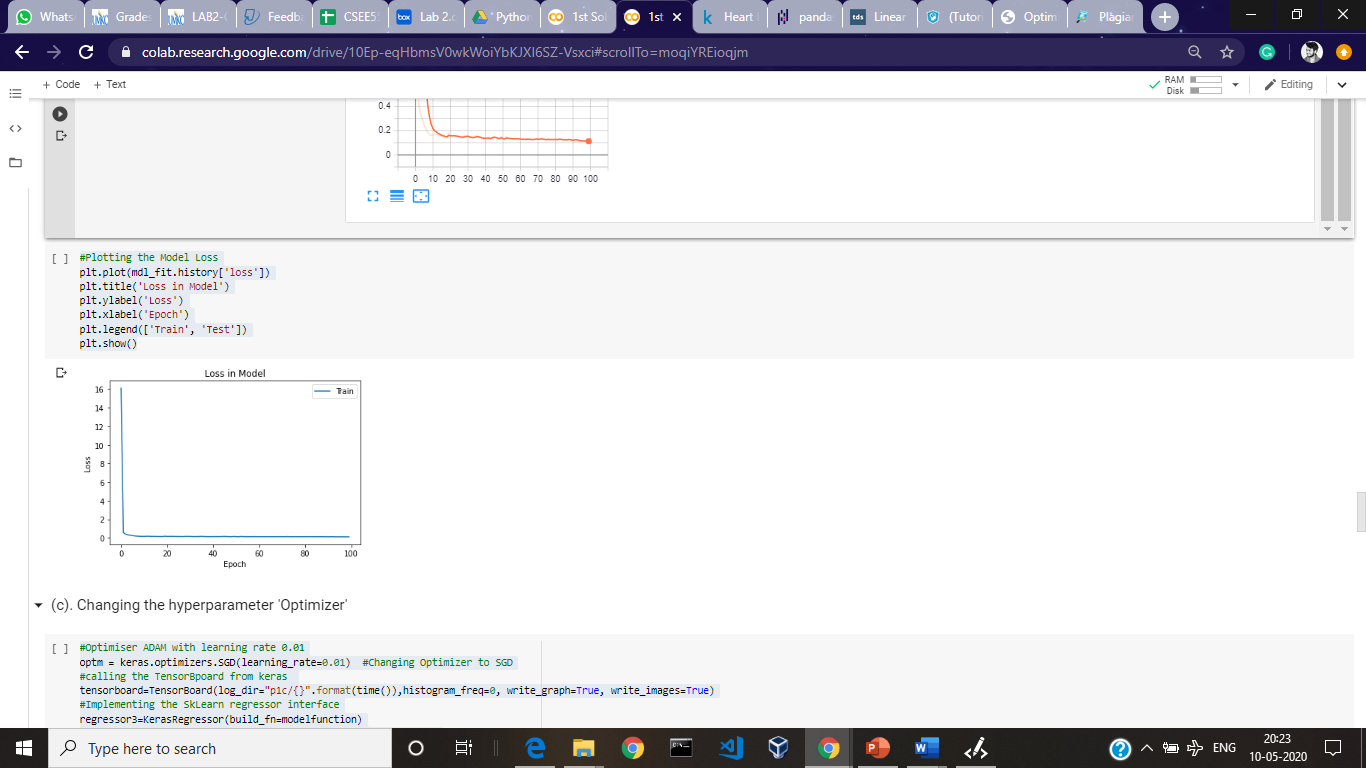 Whats
Grades
LAB2-
Feedb
CSEE5
box Lab 2.
Python
1st Sol
1st
k Heart
panda
tds Linear
(Tutor
Optim
Plagiar
colab.research.google.com/drive/10Ep-eqHbmsV0wkWoiYbKJXI6SZ-Vsxci#scrollTo=moqiYREioqjm
+ Code + Text
RAM
Disk
Editing
0.4
0.2
0
0 10 20 30 40 50 60 70 80 90 100
[ ] #Plotting the Model Loss
plt.plot(mdl_fit.history['loss'])
plt.title('Loss in Model')
plt.ylabel('Loss')
plt.xlabel('Epoch')
plt.legend(['Train', 'Test'])
plt.show()
Loss in Model
Train
16
14
12
10
8
6
4
2
0
Loss
0 20 40 60 80 100
Epoch
(c). Changing the hyperparameter 'Optimizer'
[ ] #Optimiser ADAM with learning rate 0.01
optm = keras.optimizers.SGD(learning_rate=0.01) #Changing Optimizer to SGD
#calling the TensorBpoard from keras
tensorboard=TensorBoard(log_dir="p1c/{}".format(time()),histogram_freq=0, write_graph=True, write_images=True)
#Implementing the SkLearn regressor interface
regressor3=KerasRegressor(build_fn=modelfunction)
Type here to search
ENG
20:23
10-05-2020